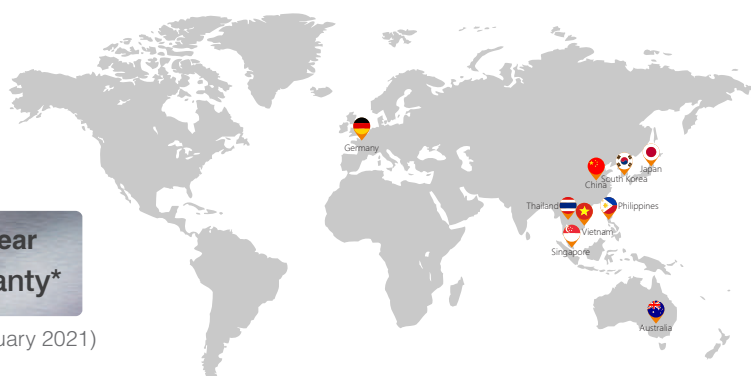 Germany
Japan
South Korea
China
Thailand
Philippines
Vietnam
Singapore
ear
anty*
uary 2021)
Australia